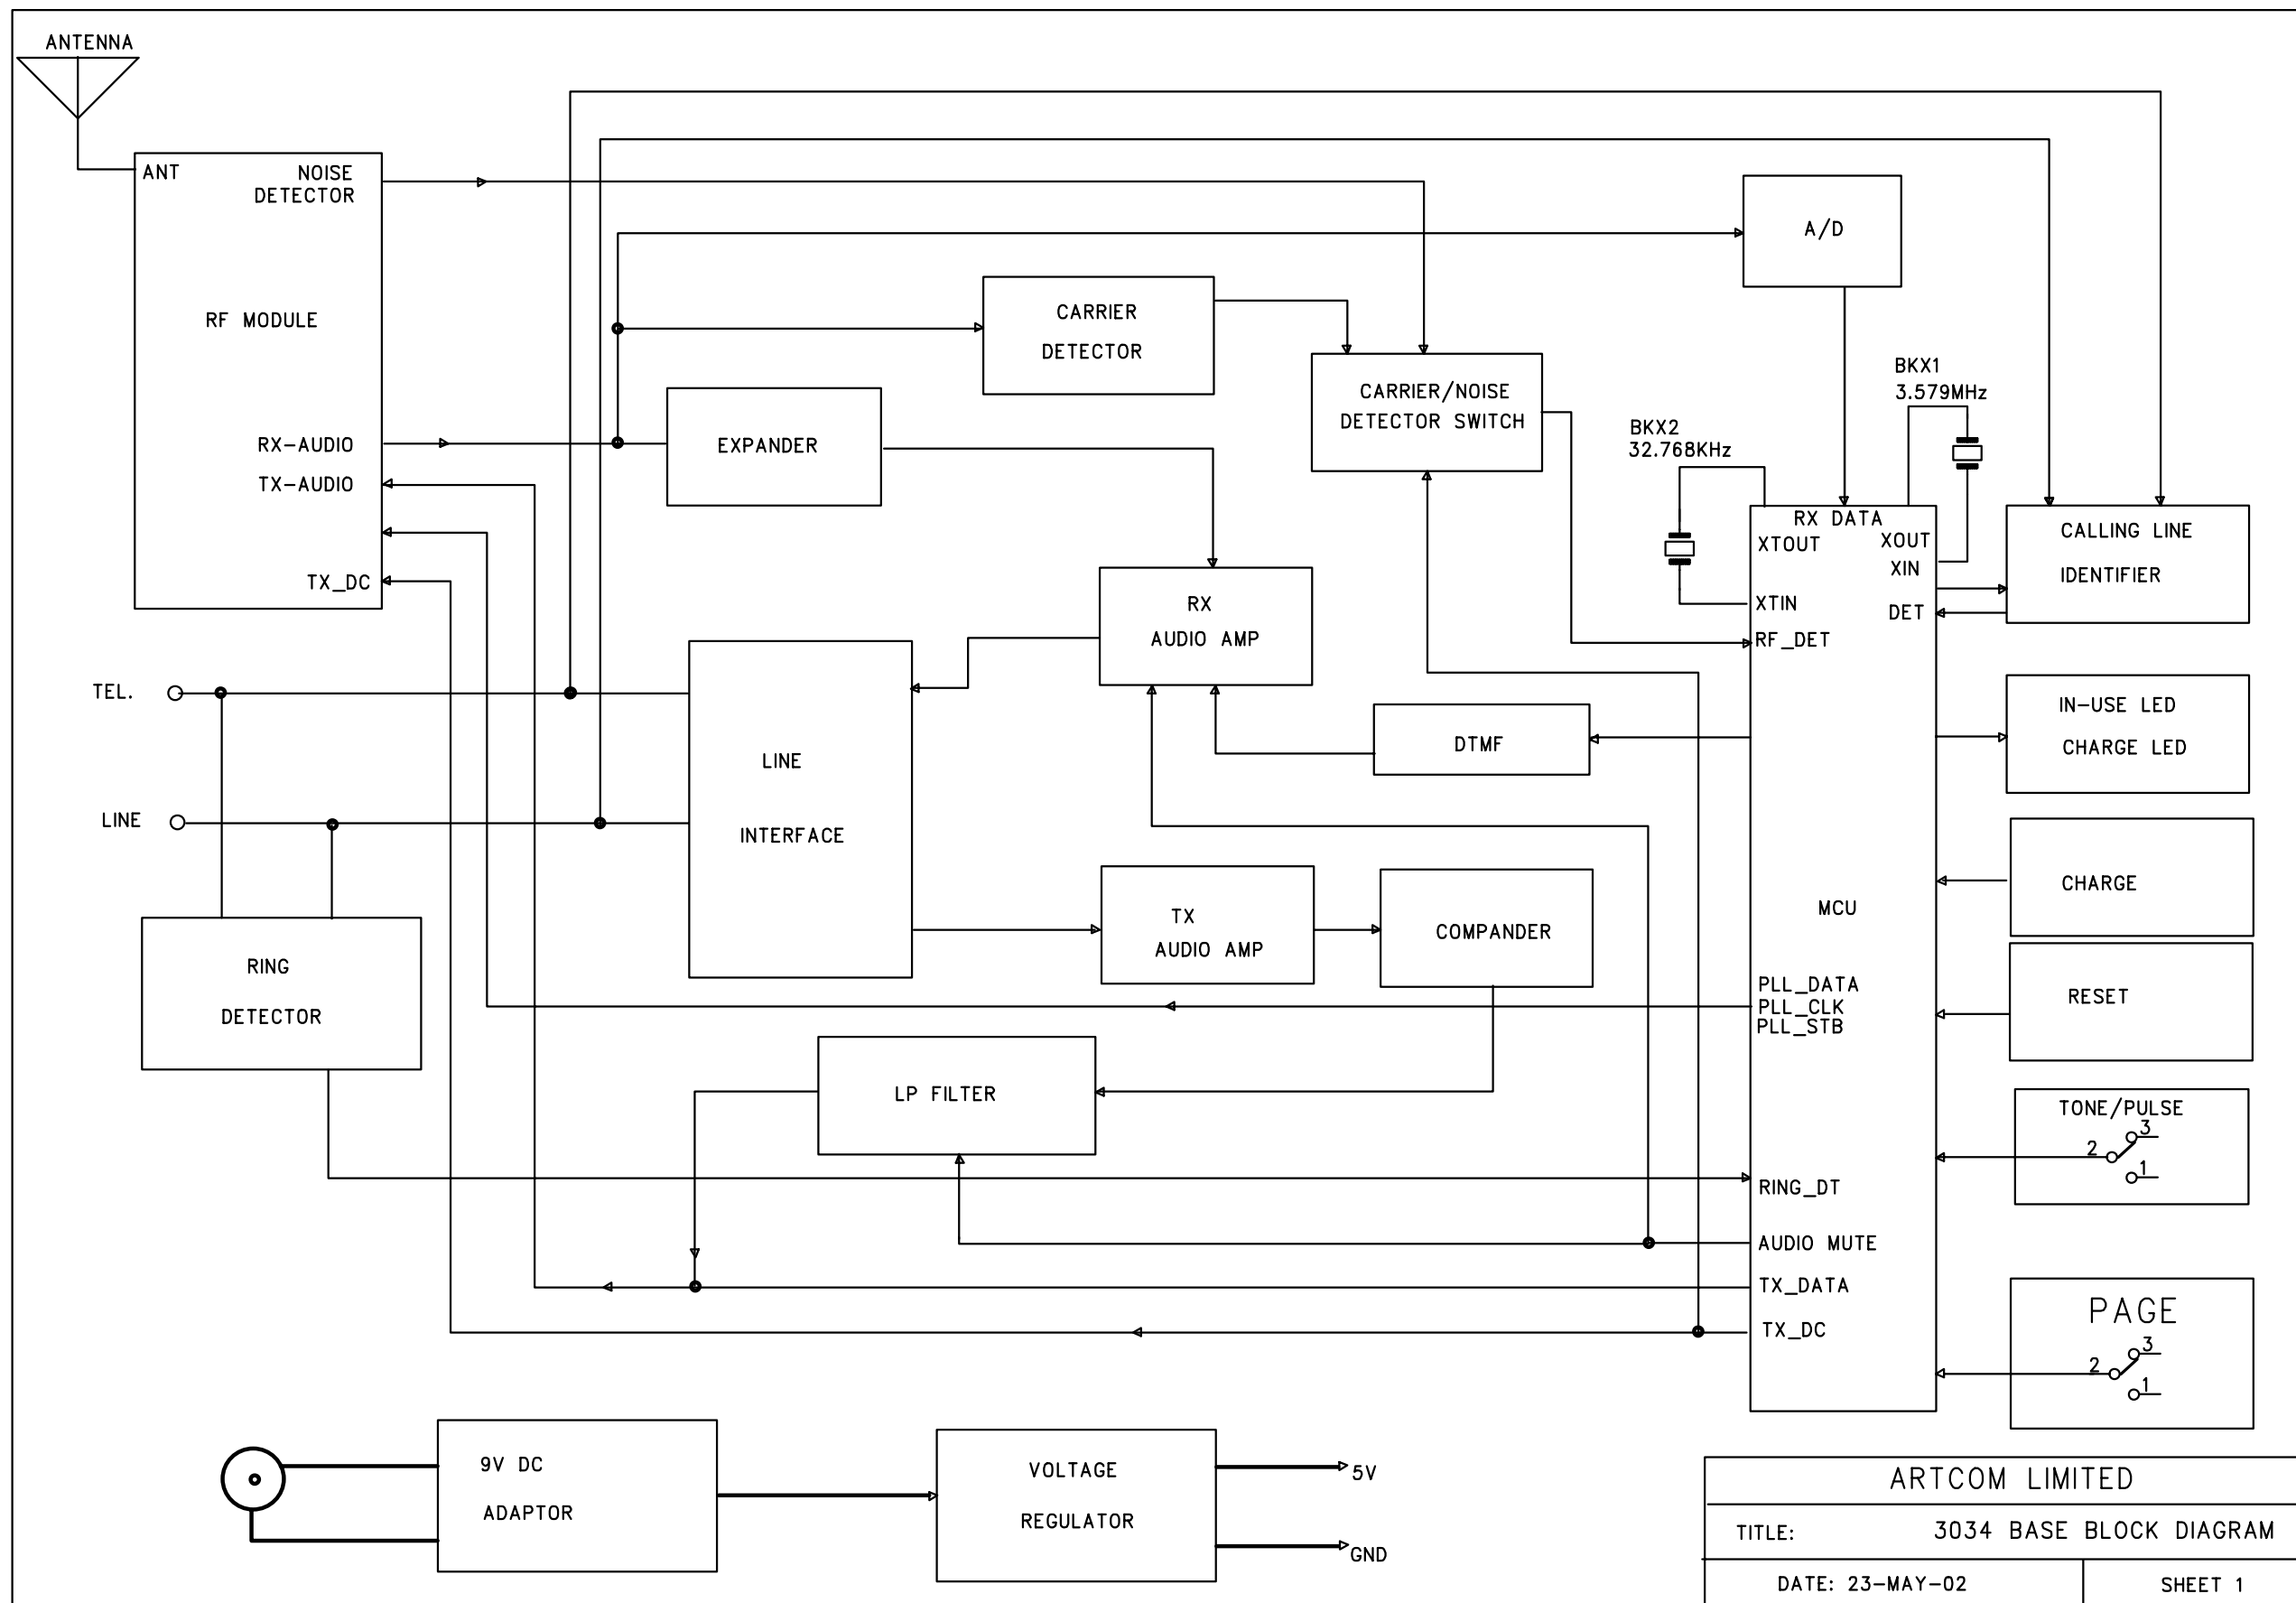 ANTENNA
ANT
NOISE
DETECTOR
RF MODULE
RX-AUDIO
TX-AUDIO
TX_DC
A/D
CARRIER
DETECTOR
CARRIER/NOISE
DETECTOR SWITCH
EXPANDER
BKX1
3.579MHz
BKX2
32.768KHz
RX DATA
XTOUT
XOUT
XIN
XTIN
DET
RF_DET
CALLING LINE
IDENTIFIER
RX
AUDIO AMP
TEL.
LINE
LINE
INTERFACE
DTMF
IN-USE LED
CHARGE LED
CHARGE
MCU
TX
AUDIO AMP
COMPANDER
RING
DETECTOR
PLL_DATA
PLL_CLK
PLL_STB
RESET
LP FILTER
TONE/PULSE
3
2
1
RING_DT
AUDIO MUTE
TX_DATA
TX_DC
PAGE
3
2
1
9V DC
ADAPTOR
VOLTAGE
REGULATOR
5V
GND
ARTCOM LIMITED
TITLE: 3034 BASE BLOCK DIAGRAM
DATE: 23-MAY-02 SHEET 1